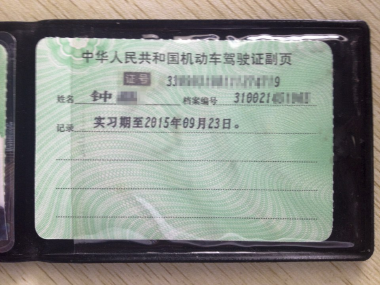 中华人民共和国机动车驾驶证副页
证号
姓名 钟 档案编号
记录 实习期至2015年09月23日。